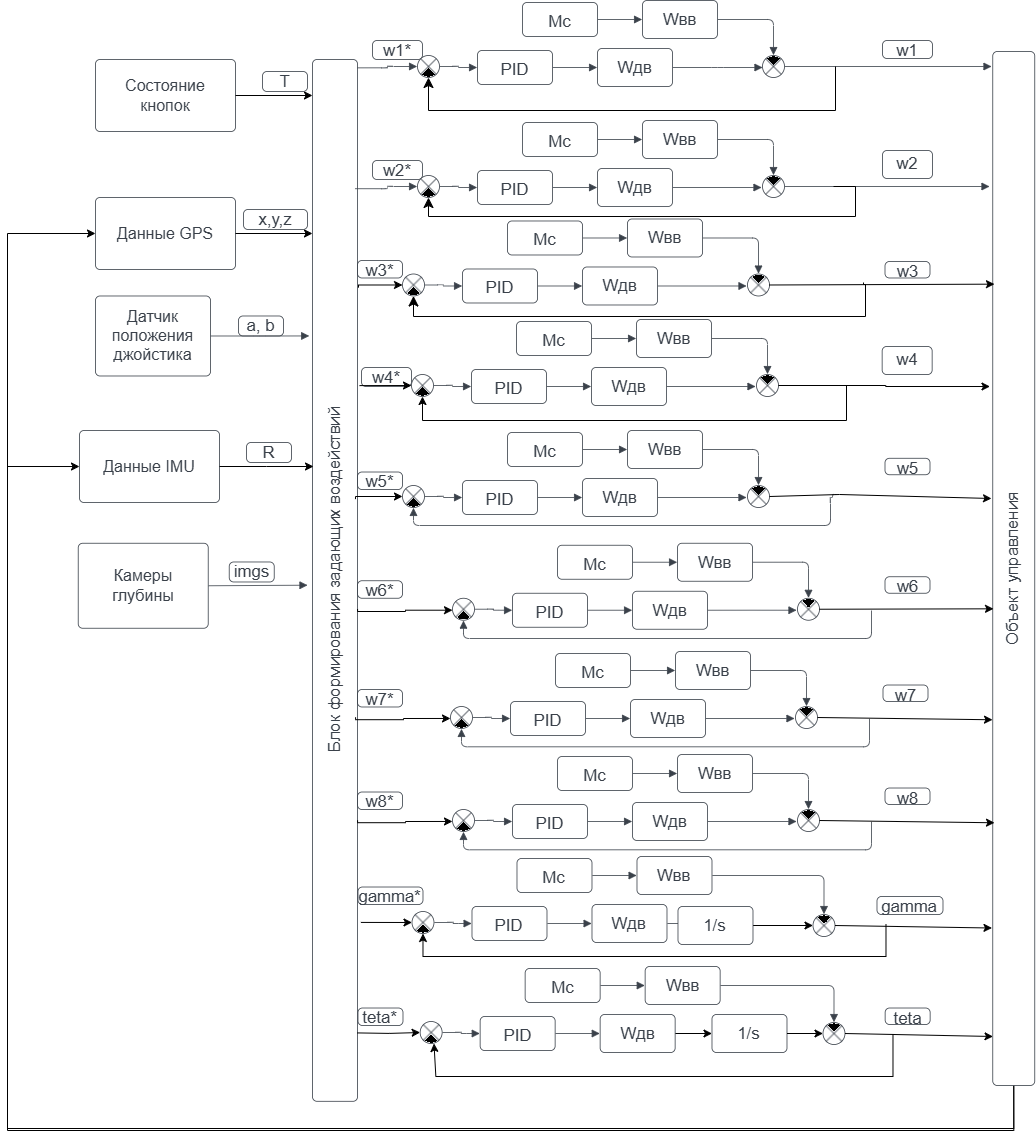 Состояние
кнопок
T
Данные GPS
x,y,z
Датчик
положения
джойстика
a, b
Данные IMU
R
Камеры
глубины
imgs
Блок формирования задающих воздействий
Mc Wвв
w1* PID Wдв w1
Mc Wвв
w2* PID Wдв w2
Mc Wвв
w3* PID Wдв w3
Mc Wвв
w4* PID Wдв w4
Mc Wвв
w5* PID Wдв w5
Mc Wвв
w6* PID Wдв w6
Mc Wвв
w7* PID Wдв w7
Mc Wвв
w8* PID Wдв w8
Mc Wвв
gamma* PID Wдв 1/s gamma
Mc Wвв
teta* PID Wдв 1/s teta
Объект управления